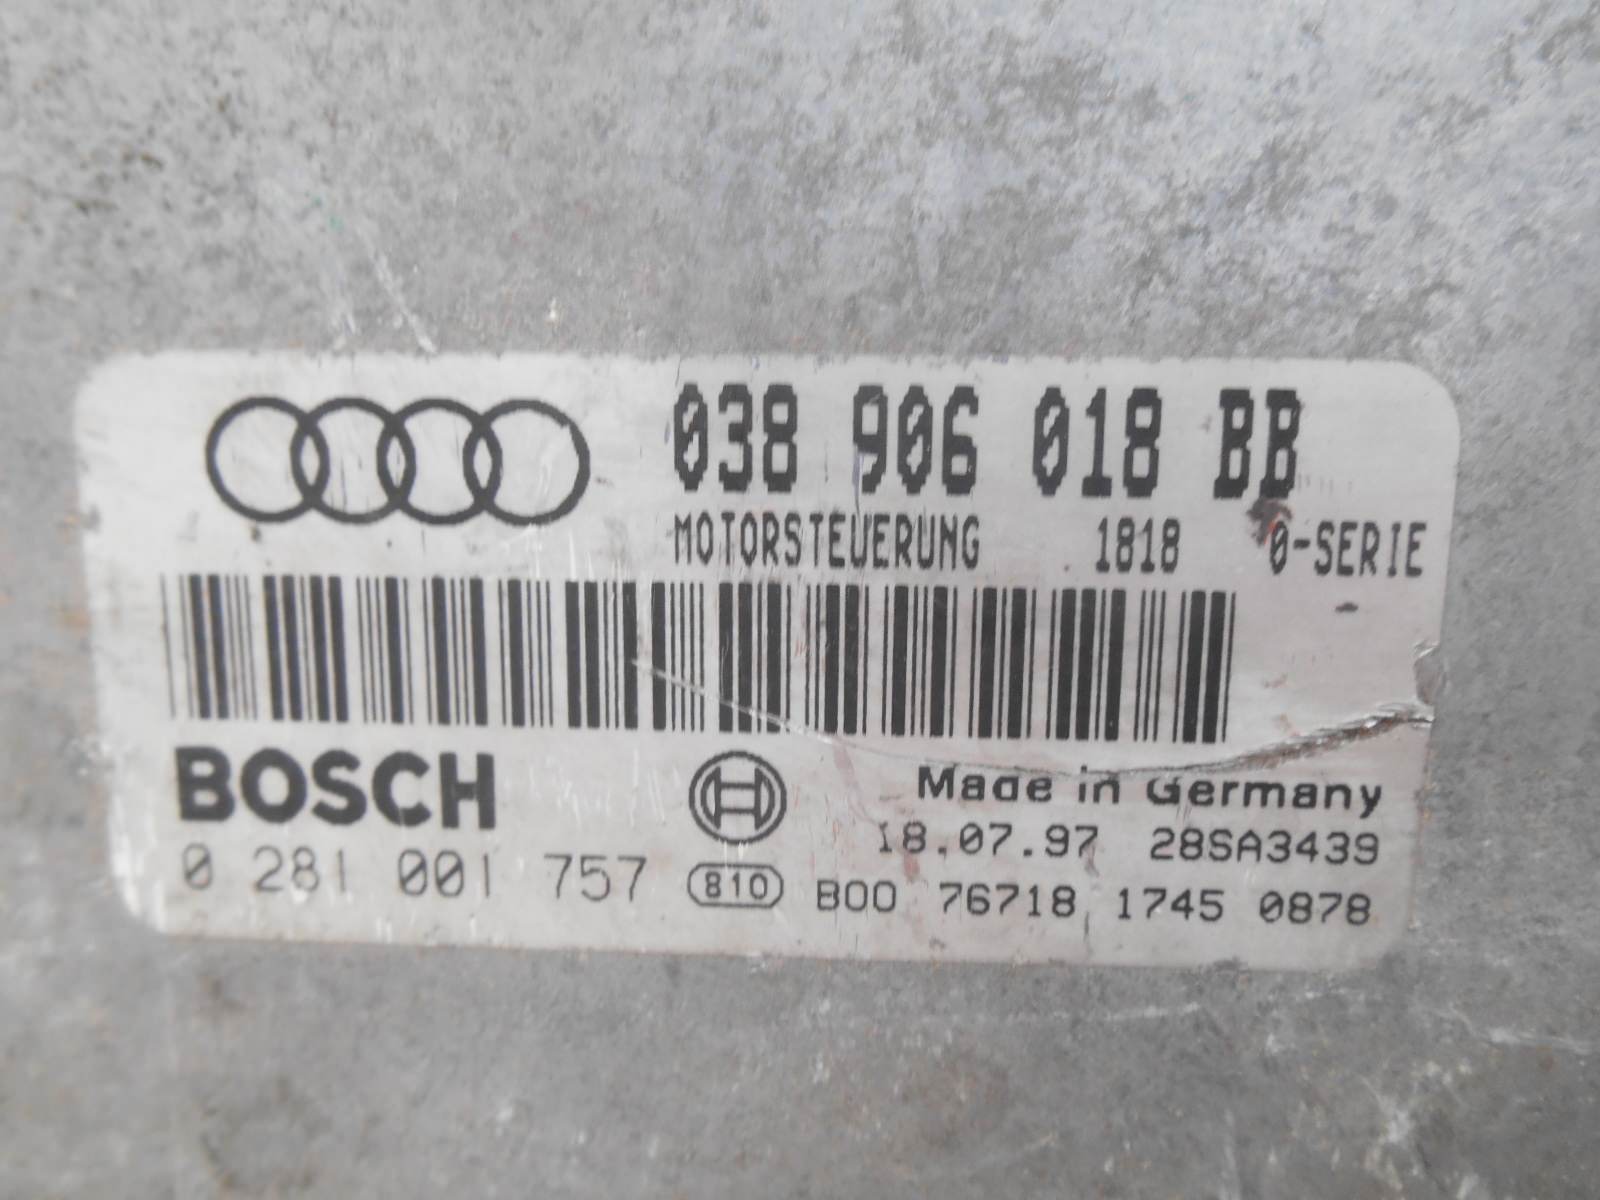 038 906 018 BB
MOTORSTEUERUNG 1818 0-SERIE
BOSCH
Made in Germany
18.07.97 28SA3439
0 281 001 757 810 B00 76718 1745 0878